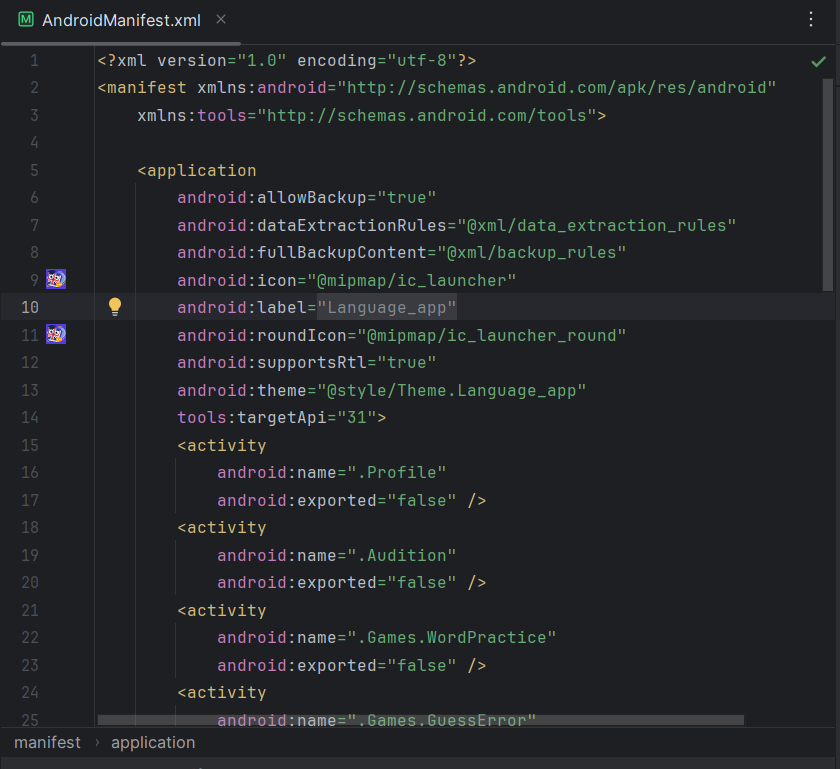 AndroidManifest.xml
1 <?xml version="1.0" encoding="utf-8"?>
2 <manifest xmlns:android="http://schemas.android.com/apk/res/android"
3     xmlns:tools="http://schemas.android.com/tools">
4
5     <application
6         android:allowBackup="true"
7         android:dataExtractionRules="@xml/data_extraction_rules"
8         android:fullBackupContent="@xml/backup_rules"
9         android:icon="@mipmap/ic_launcher"
10         android:label="Language_app"
11         android:roundIcon="@mipmap/ic_launcher_round"
12         android:supportsRtl="true"
13         android:theme="@style/Theme.Language_app"
14         tools:targetApi="31">
15         <activity
16             android:name=".Profile"
17             android:exported="false" />
18         <activity
19             android:name=".Audition"
20             android:exported="false" />
21         <activity
22             android:name=".Games.WordPractice"
23             android:exported="false" />
24         <activity
25             android:name=".Games.GuessError"
manifest › application